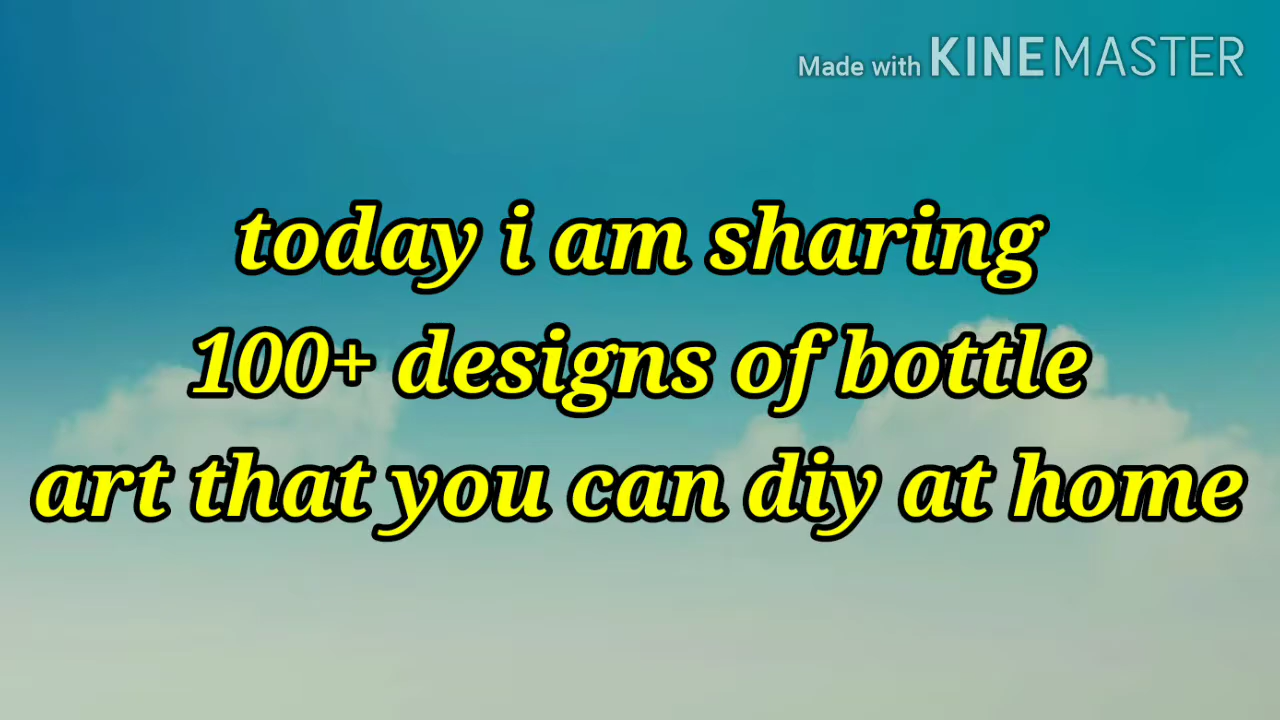 Made with KINEMASTER
today i am sharing
100+ designs of bottle
art that you can diy at home